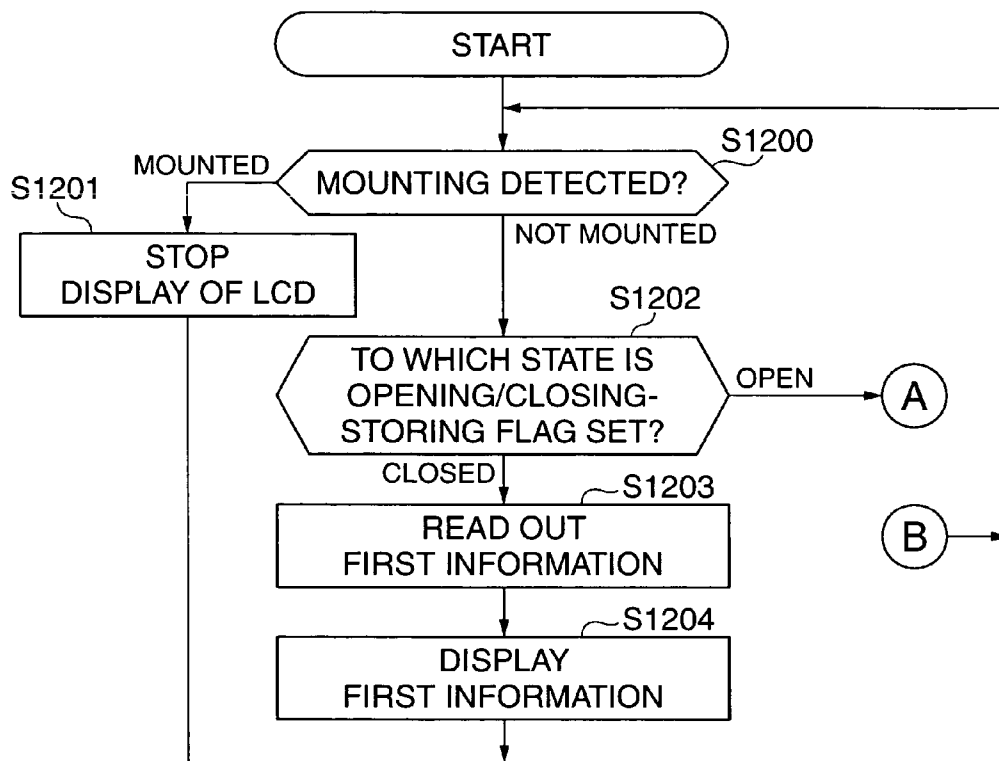 START
S1200
MOUNTED
MOUNTING DETECTED?
S1201
NOT MOUNTED
STOP
DISPLAY OF LCD
S1202
TO WHICH STATE IS
OPENING/CLOSING-
STORING FLAG SET?
OPEN
A
CLOSED
S1203
READ OUT
FIRST INFORMATION
B
S1204
DISPLAY
FIRST INFORMATION